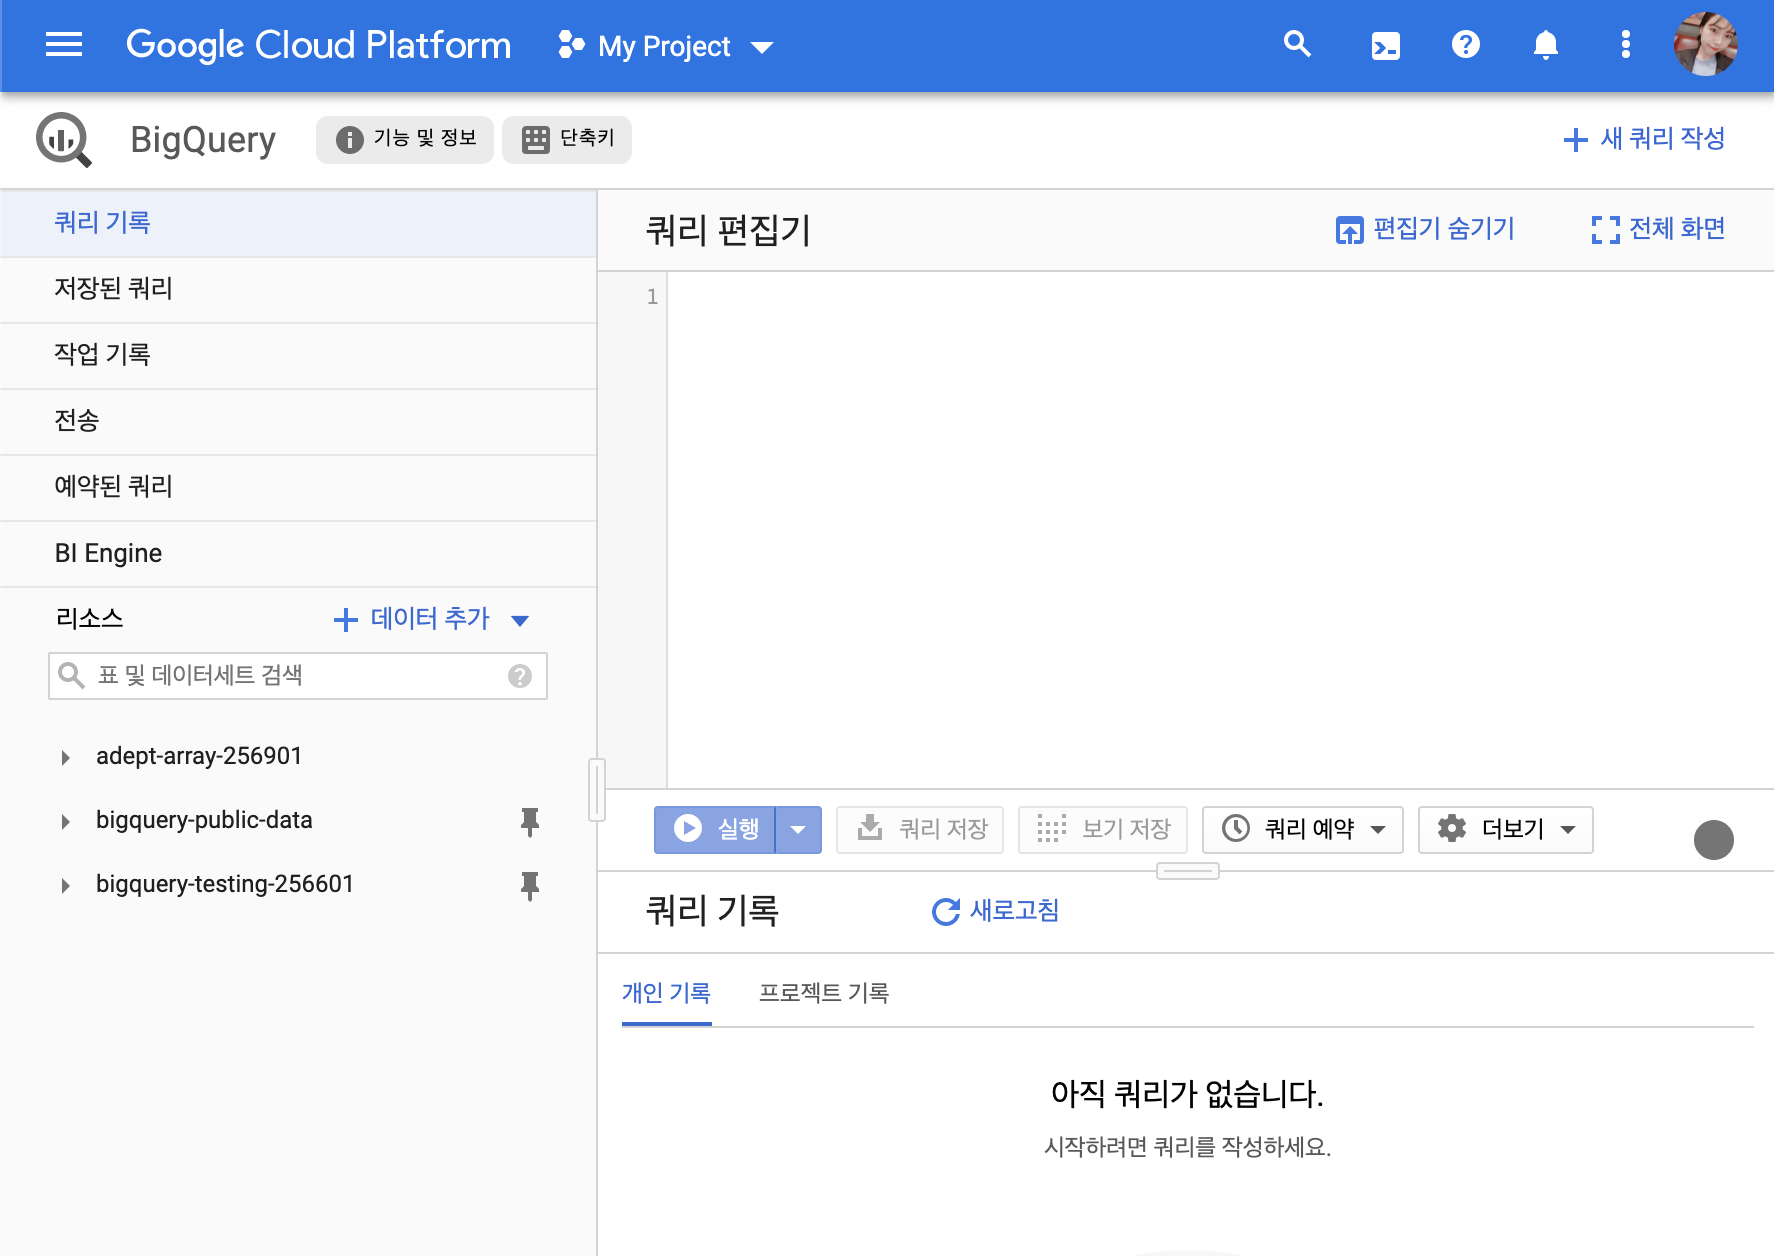 Google Cloud Platform My Project
BigQuery 기능 및 정보 단축키 새 쿼리 작성
쿼리 기록
저장된 쿼리
작업 기록
전송
예약된 쿼리
BI Engine
리소스 데이터 추가
표 및 데이터세트 검색
adept-array-256901
bigquery-public-data
bigquery-testing-256601
쿼리 편집기 편집기 숨기기 전체 화면
1
실행 쿼리 저장 보기 저장 쿼리 예약 더보기
쿼리 기록 새로고침
개인 기록 프로젝트 기록
아직 쿼리가 없습니다.
시작하려면 쿼리를 작성하세요.